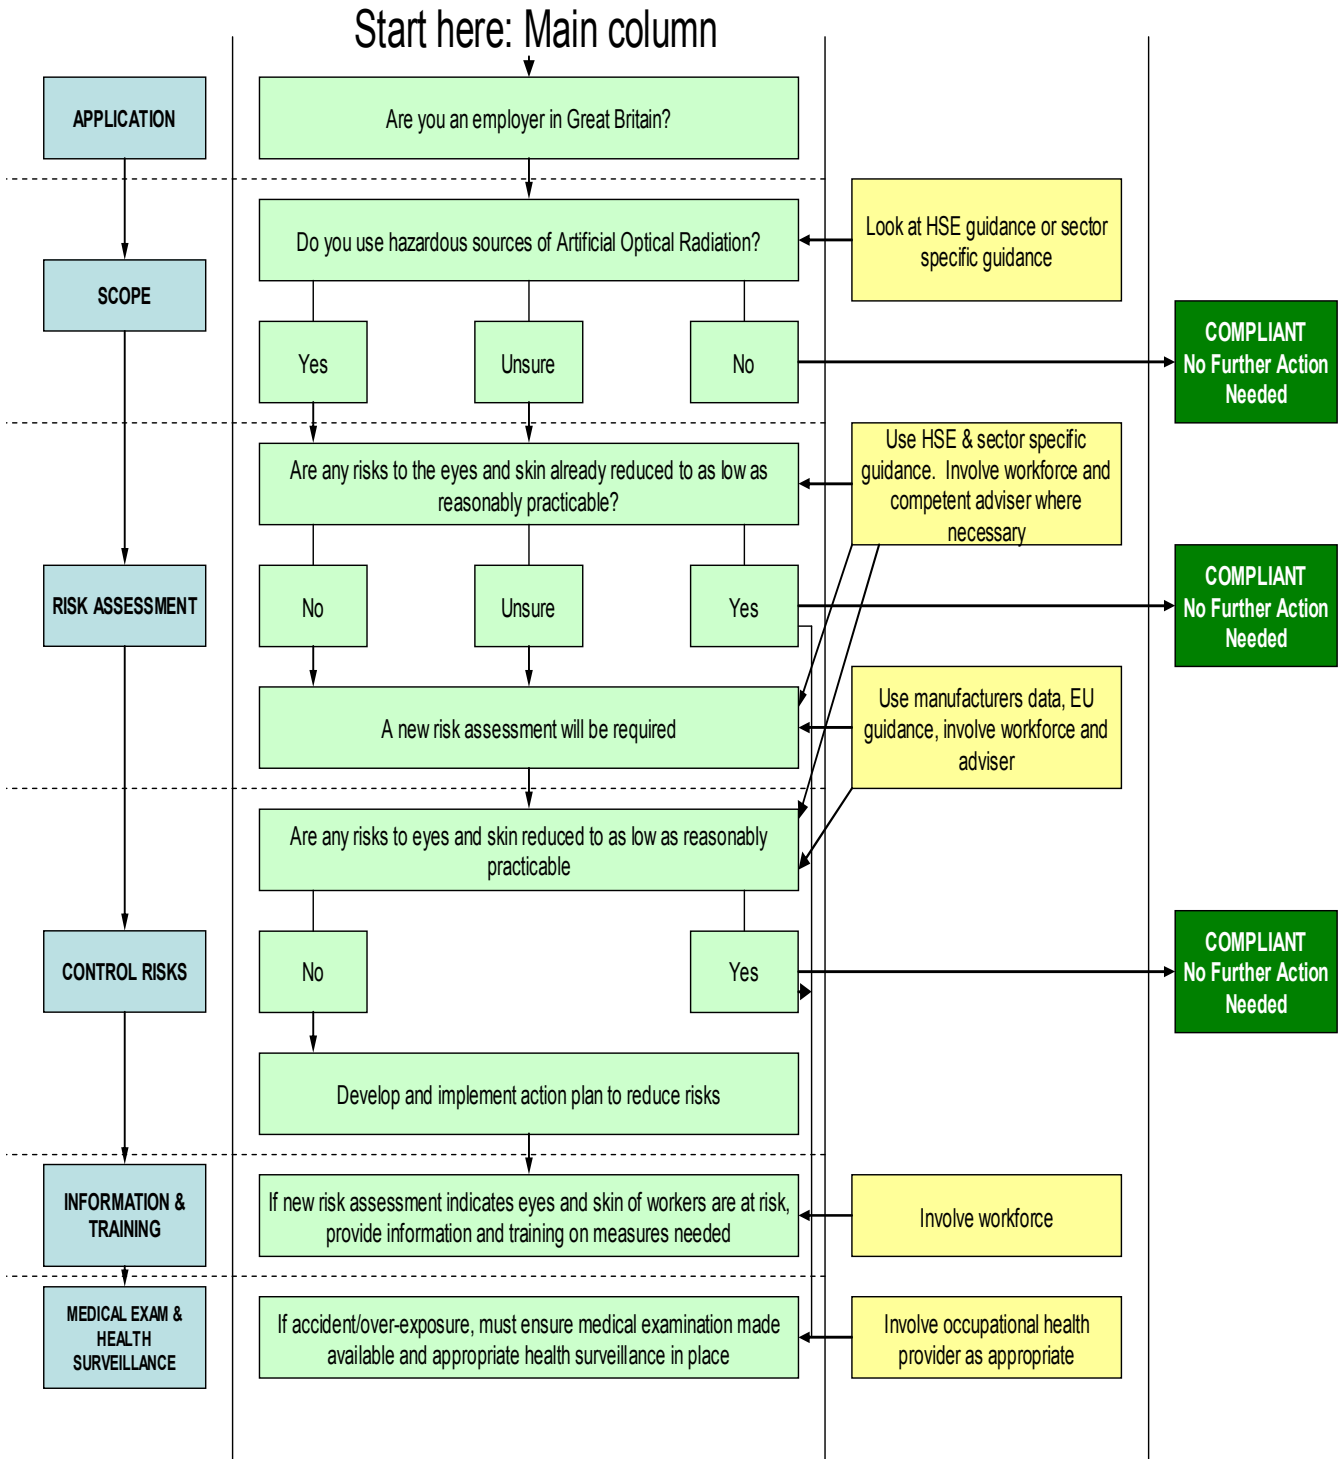 Start here: Main column
APPLICATION
Are you an employer in Great Britain?
Do you use hazardous sources of Artificial Optical Radiation?
Look at HSE guidance or sector
specific guidance
SCOPE
Yes
Unsure
No
COMPLIANT
No Further Action
Needed
Are any risks to the eyes and skin already reduced to as low as
reasonably practicable?
Use HSE & sector specific
guidance. Involve workforce and
competent adviser where
necessary
RISK ASSESSMENT
No
Unsure
Yes
COMPLIANT
No Further Action
Needed
A new risk assessment will be required
Use manufacturers data, EU
guidance, involve workforce and
adviser
Are any risks to eyes and skin reduced to as low as reasonably
practicable
CONTROL RISKS
No
Yes
COMPLIANT
No Further Action
Needed
Develop and implement action plan to reduce risks
INFORMATION &
TRAINING
If new risk assessment indicates eyes and skin of workers are at risk,
provide information and training on measures needed
Involve workforce
MEDICAL EXAM &
HEALTH
SURVEILLANCE
If accident/over-exposure, must ensure medical examination made
available and appropriate health surveillance in place
Involve occupational health
provider as appropriate